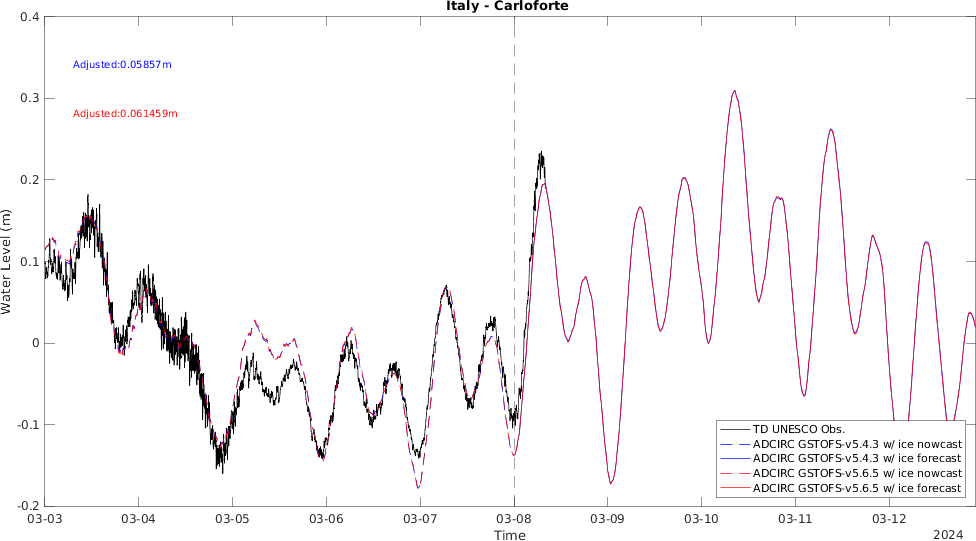 Italy - Carloforte
0.4
0.3
0.2
0.1
0
-0.1
-0.2
Water Level (m)
Adjusted:0.05857m
Adjusted:0.061459m
TD UNESCO Obs.
ADCIRC GSTOFS-v5.4.3 w/ ice nowcast
ADCIRC GSTOFS-v5.4.3 w/ ice forecast
ADCIRC GSTOFS-v5.6.5 w/ ice nowcast
ADCIRC GSTOFS-v5.6.5 w/ ice forecast
03-03 03-04 03-05 03-06 03-07 03-08 03-09 03-10 03-11 03-12
Time
2024